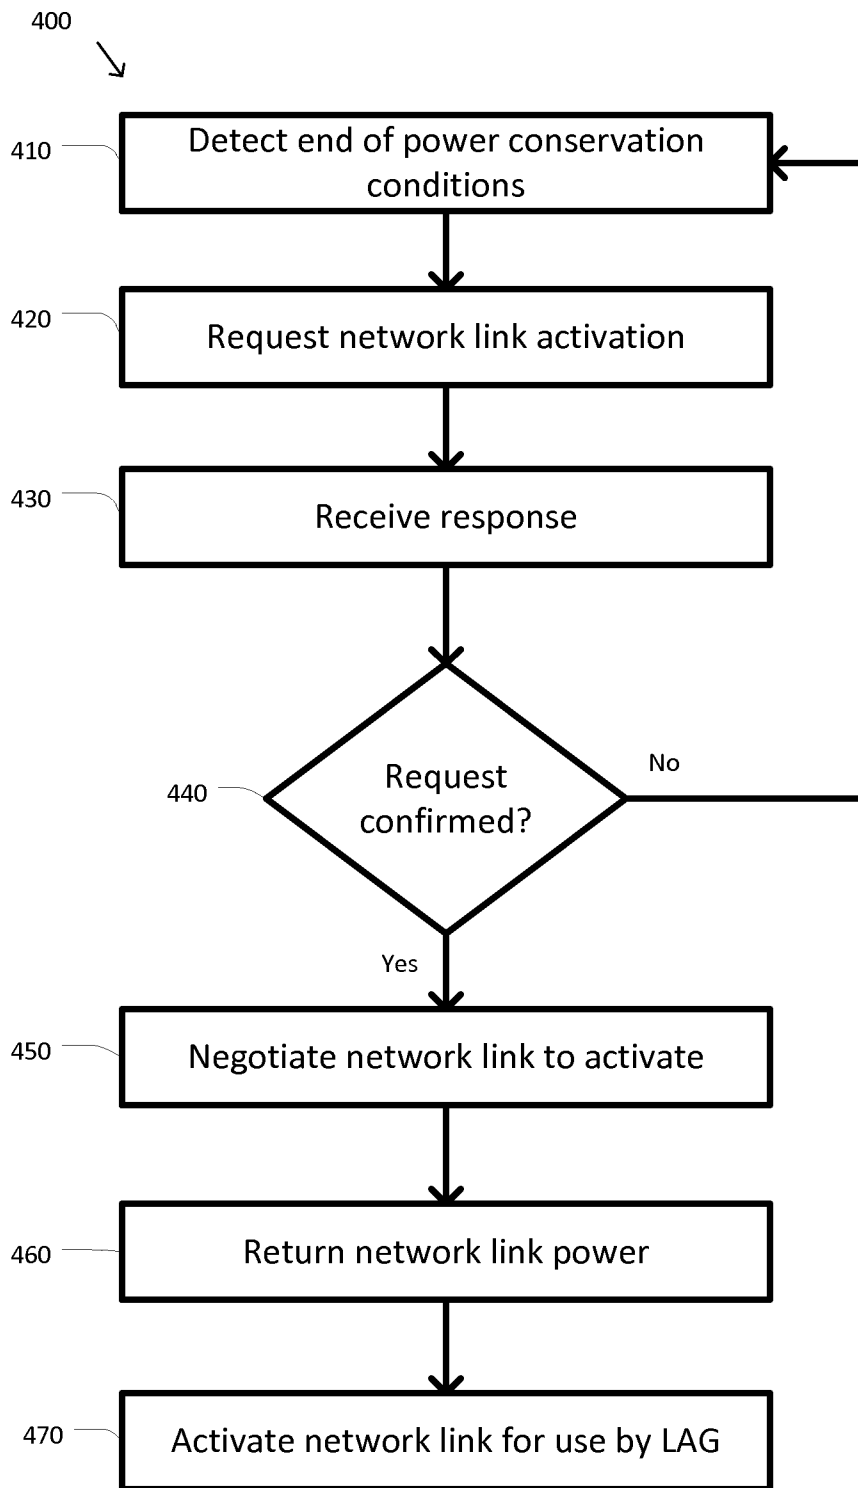 400
410
Detect end of power conservation
conditions
420
Request network link activation
430
Receive response
440
Request
confirmed?
No
Yes
450
Negotiate network link to activate
460
Return network link power
470
Activate network link for use by LAG